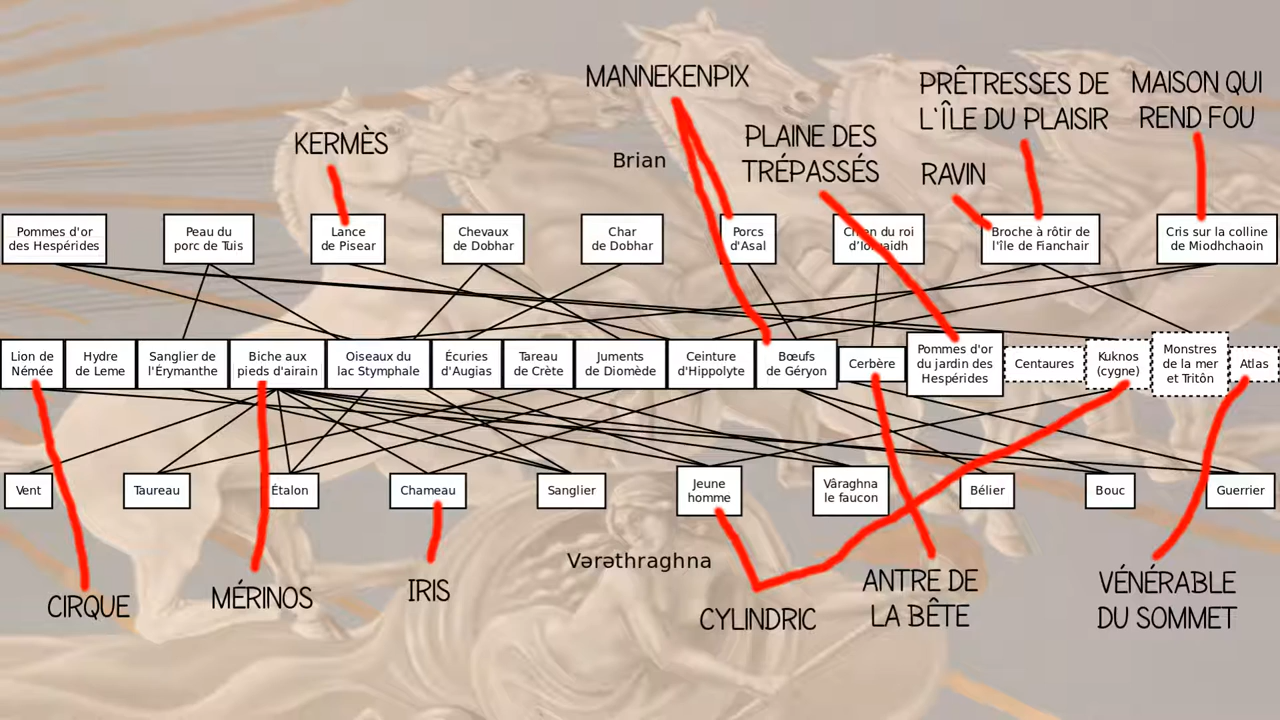 MANNEKENPIX
PRÊTRESSES DE
L'ÎLE DU PLAISIR
MAISON QUI
REND FOU
KERMÈS
PLAINE DES
TRÉPASSÉS
Brian
RAVIN
Pommes d'or
des Hespérides
Peau du
porc de Tuis
Lance
de Pisear
Chevaux
de Dobhar
Char
de Dobhar
Porcs
d'Asal
Chien du roi
d'Ioruaidh
Broche à rôtir de
l'île de Fianchair
Cris sur la colline
de Miodhchaoin
Lion de
Némée
Hydre
de Leme
Sanglier de
l'Érymanthe
Biche aux
pieds d'airain
Oiseaux du
lac Stymphale
Écuries
d'Augias
Tareau
de Crète
Juments
de Diomède
Ceinture
d'Hippolyte
Bœufs
de Géryon
Cerbère
Pommes d'or
du jardin des
Hespérides
Centaures
Kuknos
(cygne)
Monstres
de la mer
et Tritôn
Atlas
Vent
Taureau
Étalon
Chameau
Sanglier
Jeune
homme
Vâraghna
le faucon
Bélier
Bouc
Guerrier
Vərəthraghna
CIRQUE
MÉRINOS
IRIS
CYLINDRIC
ANTRE DE
LA BÊTE
VÉNÉRABLE
DU SOMMET